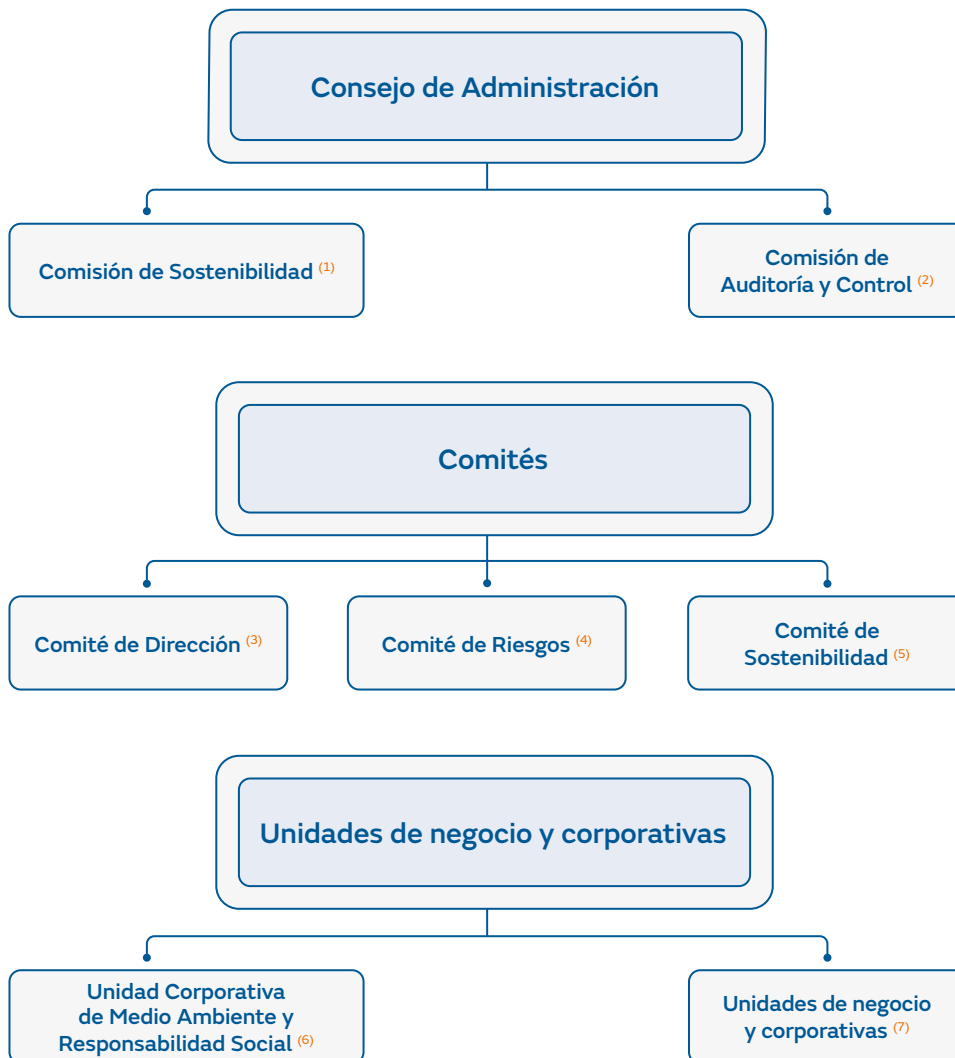 Consejo de Administración
Comisión de Sostenibilidad (1)
Comisión de
Auditoría y Control (2)
Comités
Comité de Dirección (3)
Comité de Riesgos (4)
Comité de
Sostenibilidad (5)
Unidades de negocio y corporativas
Unidad Corporativa
de Medio Ambiente y
Responsabilidad Social (6)
Unidades de negocio
y corporativas (7)